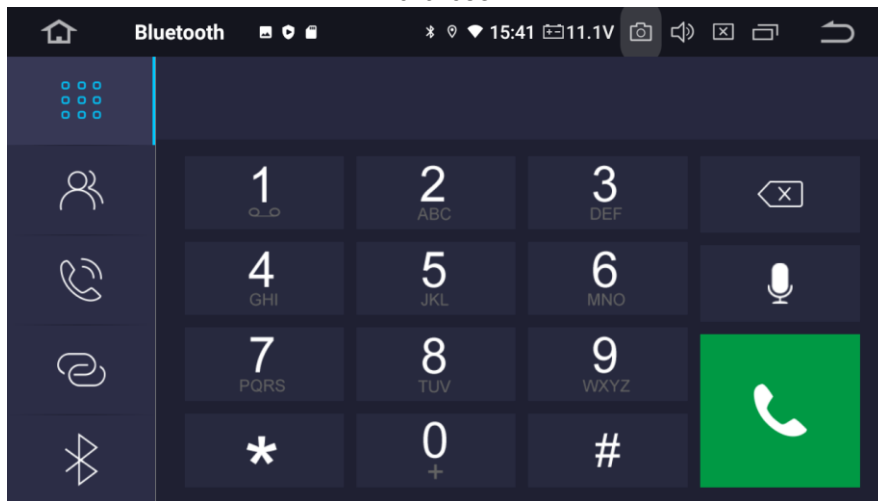 Bluetooth 15:41 11.1V
1 2 3
ABC DEF
4 5 6
GHI JKL MNO
7 8 9
PQRS TUV WXYZ
* 0 #
+